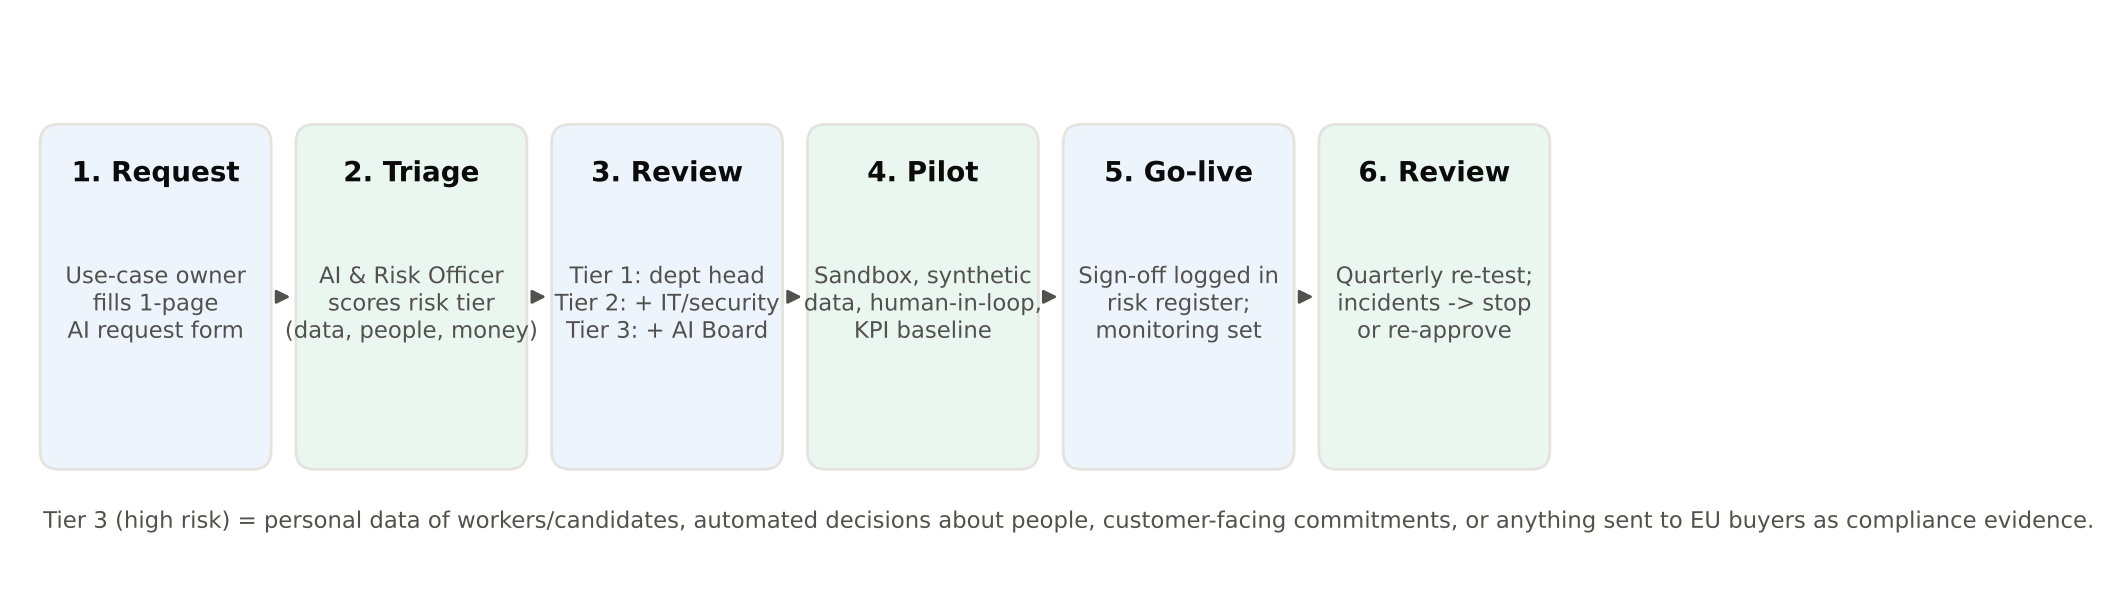 1. Request
Use-case owner
fills 1-page
AI request form
2. Triage
AI & Risk Officer
scores risk tier
(data, people, money)
3. Review
Tier 1: dept head
Tier 2: + IT/security
Tier 3: + AI Board
4. Pilot
Sandbox, synthetic
data, human-in-loop,
KPI baseline
5. Go-live
Sign-off logged in
risk register;
monitoring set
6. Review
Quarterly re-test;
incidents -> stop
or re-approve
Tier 3 (high risk) = personal data of workers/candidates, automated decisions about people, customer-facing commitments, or anything sent to EU buyers as compliance evidence.